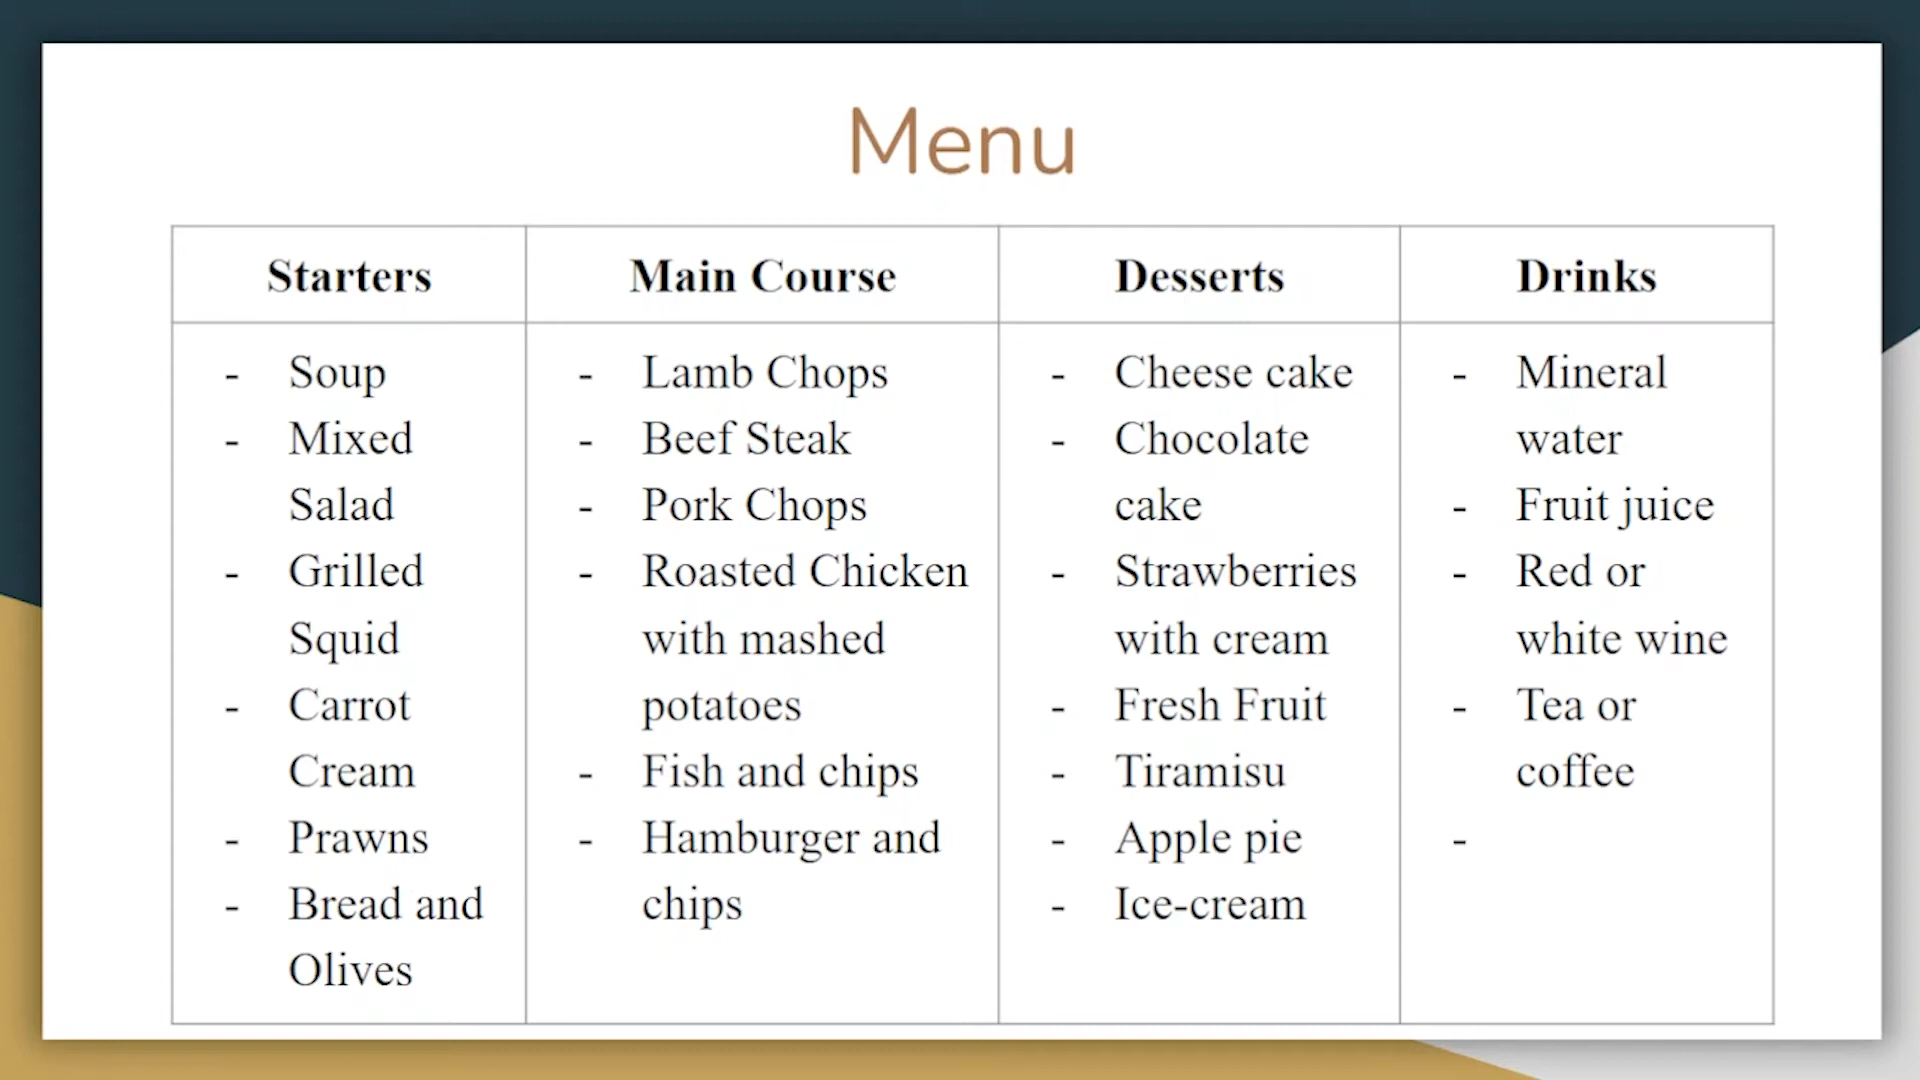 Menu
Starters
- Soup
- Mixed
Salad
- Grilled
Squid
- Carrot
Cream
- Prawns
- Bread and
Olives
Main Course
- Lamb Chops
- Beef Steak
- Pork Chops
- Roasted Chicken
with mashed
potatoes
- Fish and chips
- Hamburger and
chips
Desserts
- Cheese cake
- Chocolate
cake
- Strawberries
with cream
- Fresh Fruit
- Tiramisu
- Apple pie
- Ice-cream
Drinks
- Mineral
water
- Fruit juice
- Red or
white wine
- Tea or
coffee
-